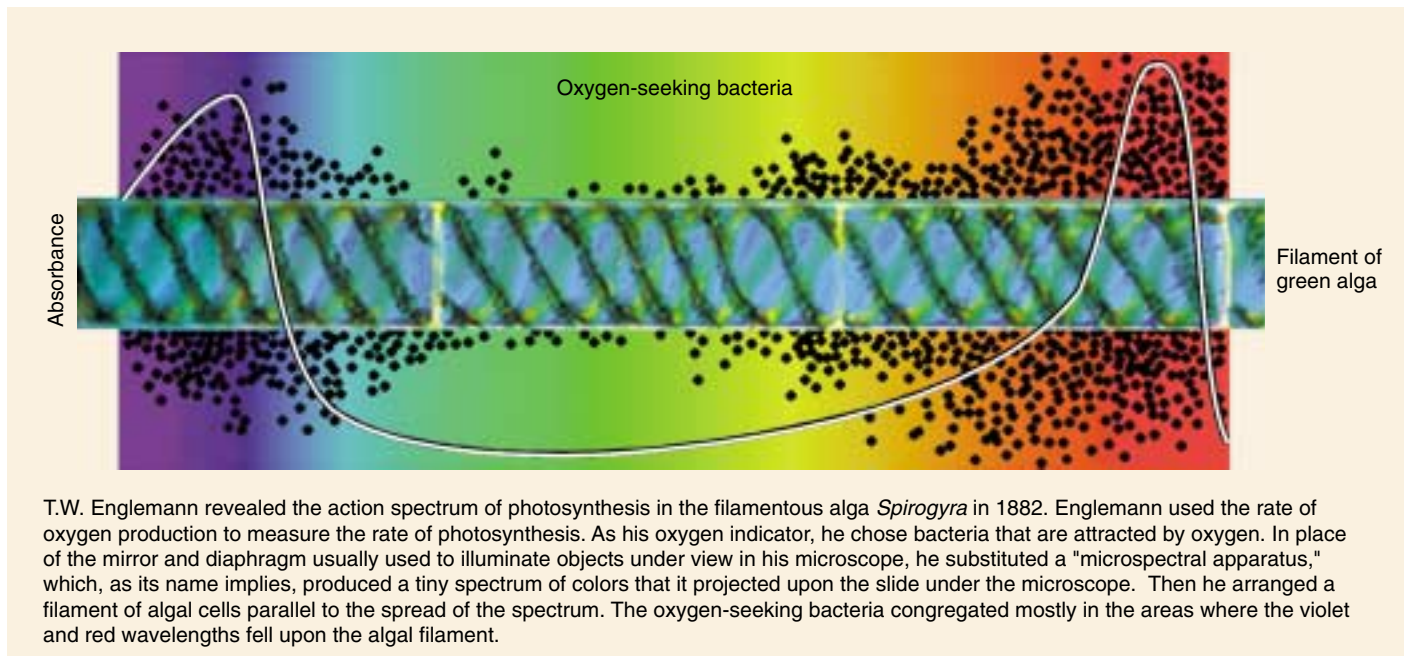 Oxygen-seeking bacteria
Absorbance
Filament of
green alga
T.W. Englemann revealed the action spectrum of photosynthesis in the filamentous alga Spirogyra in 1882. Englemann used the rate of
oxygen production to measure the rate of photosynthesis. As his oxygen indicator, he chose bacteria that are attracted by oxygen. In place
of the mirror and diaphragm usually used to illuminate objects under view in his microscope, he substituted a "microspectral apparatus,"
which, as its name implies, produced a tiny spectrum of colors that it projected upon the slide under the microscope. Then he arranged a
filament of algal cells parallel to the spread of the spectrum. The oxygen-seeking bacteria congregated mostly in the areas where the violet
and red wavelengths fell upon the algal filament.